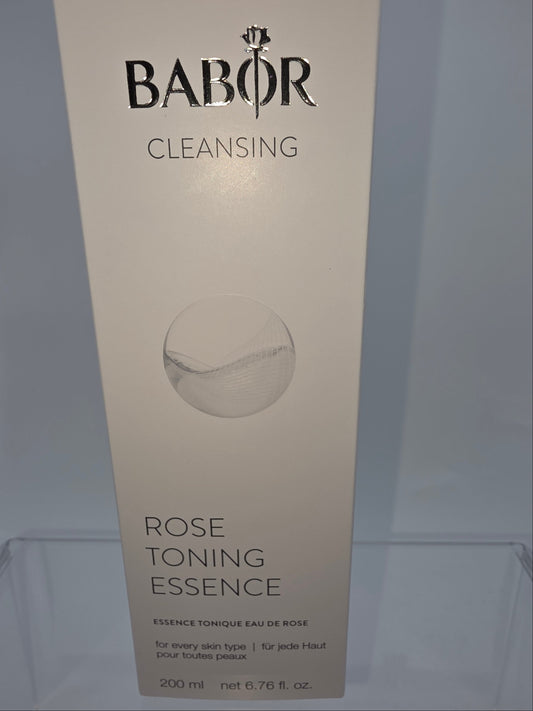 BABOR
CLEANSING
ROSE
TONING
ESSENCE
ESSENCE TONIQUE EAU DE ROSE
for every skin type | für jede Haut
pour toutes peaux
200 ml net 6.76 fl. oz.